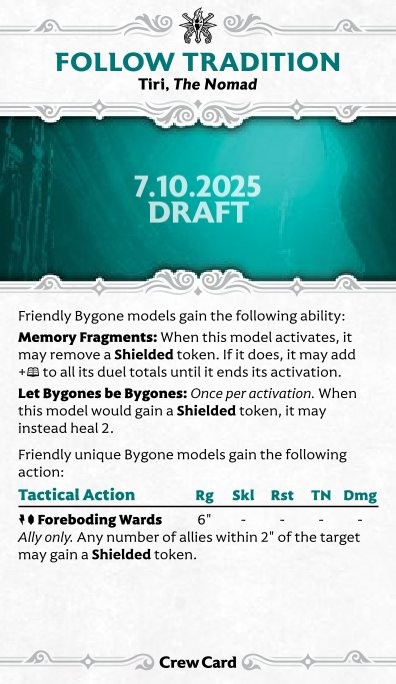 FOLLOW TRADITION
Tiri, The Nomad
7.10.2025
DRAFT
Friendly Bygone models gain the following ability:
Memory Fragments: When this model activates, it
may remove a Shielded token. If it does, it may add
+ to all its duel totals until it ends its activation.
Let Bygones be Bygones: Once per activation. When
this model would gain a Shielded token, it may
instead heal 2.
Friendly unique Bygone models gain the following
action:
Tactical Action Rg Skl Rst TN Dmg
Foreboding Wards 6" - - - -
Ally only. Any number of allies within 2" of the target
may gain a Shielded token.
Crew Card